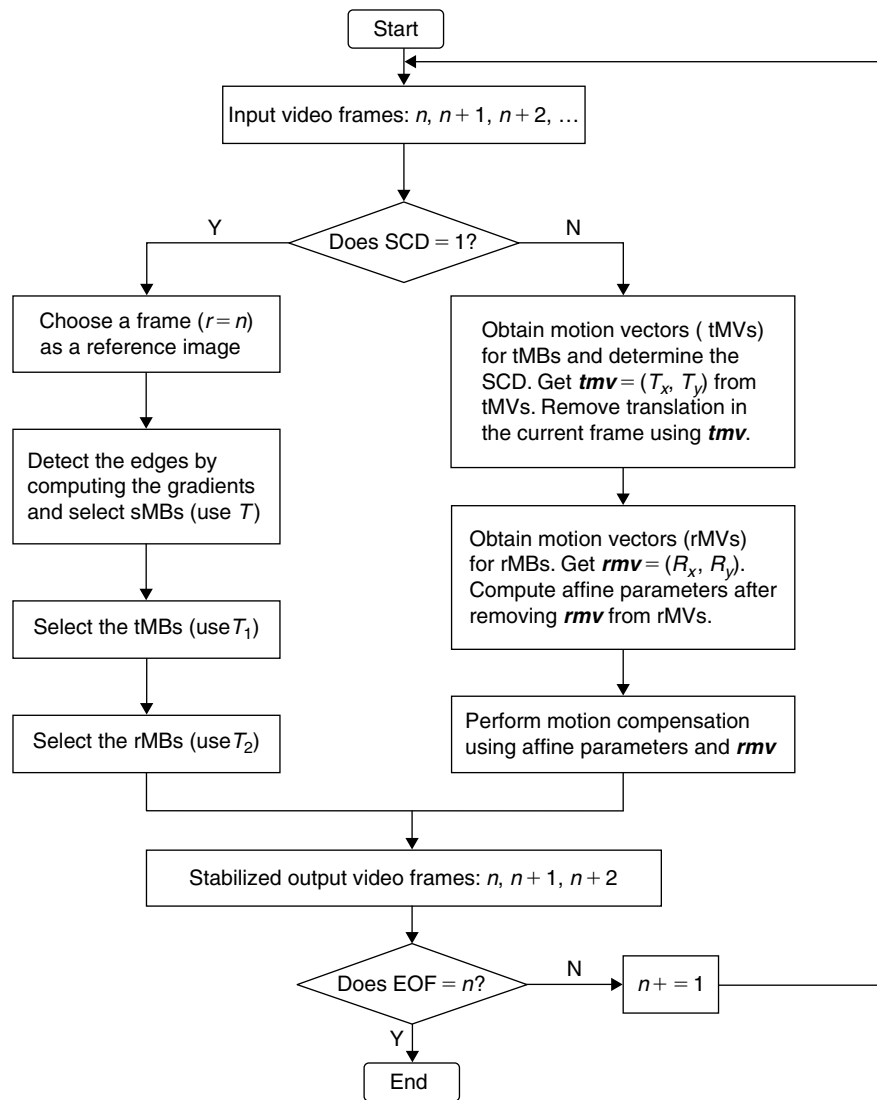 Start
Input video frames: n, n + 1, n + 2, …
Y
Does SCD = 1?
N
Choose a frame (r = n)
as a reference image
Detect the edges by
computing the gradients
and select sMBs (use T)
Select the tMBs (use T1)
Select the rMBs (use T2)
Obtain motion vectors ( tMVs)
for tMBs and determine the
SCD. Get tmv = (Tx, Ty) from
tMVs. Remove translation in
the current frame using tmv.
Obtain motion vectors (rMVs)
for rMBs. Get rmv = (Rx, Ry).
Compute affine parameters after
removing rmv from rMVs.
Perform motion compensation
using affine parameters and rmv
Stabilized output video frames: n, n + 1, n + 2
Does EOF = n?
N
n + = 1
Y
End